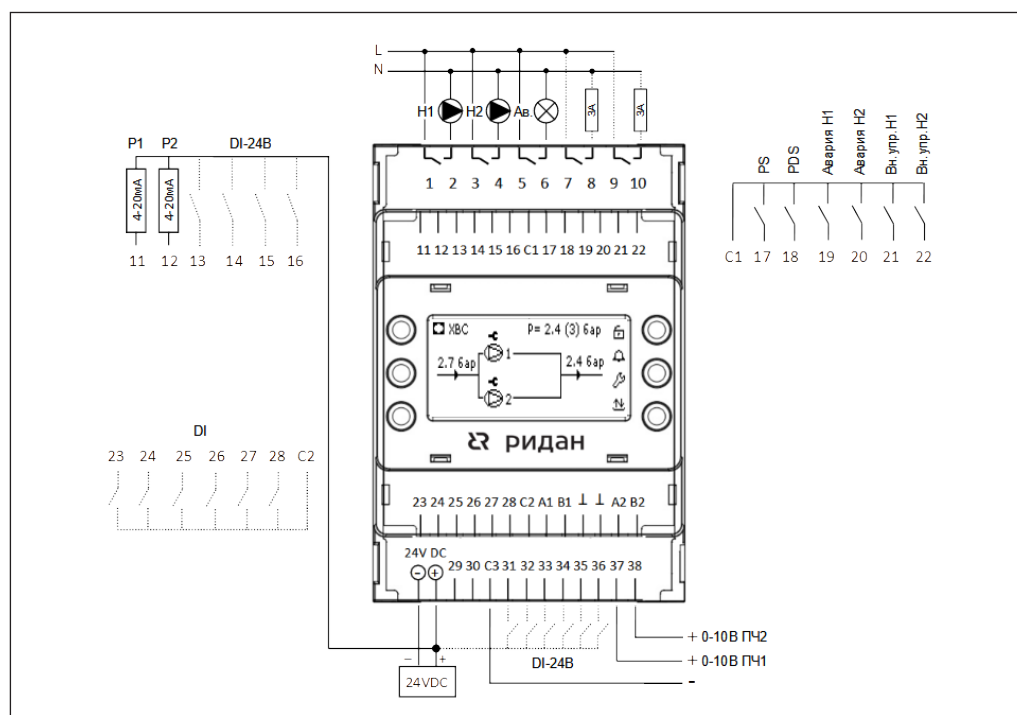 L
N
H1 H2 Ав. 3А 3А
P1 P2 DI-24В
4-20мА 4-20мА
11 12 13 14 15 16
1 2 3 4 5 6 7 8 9 10
PS PDS Авария Н1 Авария Н2 Вн.упр.Н1 Вн.упр.Н2
C1 17 18 19 20 21 22
11 12 13 14 15 16 C1 17 18 19 20 21 22
ХВС P= 2.4 (3) бар
2.7 бар 1 2.4 бар
2
ридан
DI
23 24 25 26 27 28 C2
23 24 25 26 27 28 C2 A1 B1 ⊥ ⊥ A2 B2
24V DC
− + 29 30 C3 31 32 33 34 35 36 37 38
− +
24VDC
DI-24В
+ 0-10В ПЧ2
+ 0-10В ПЧ1
-